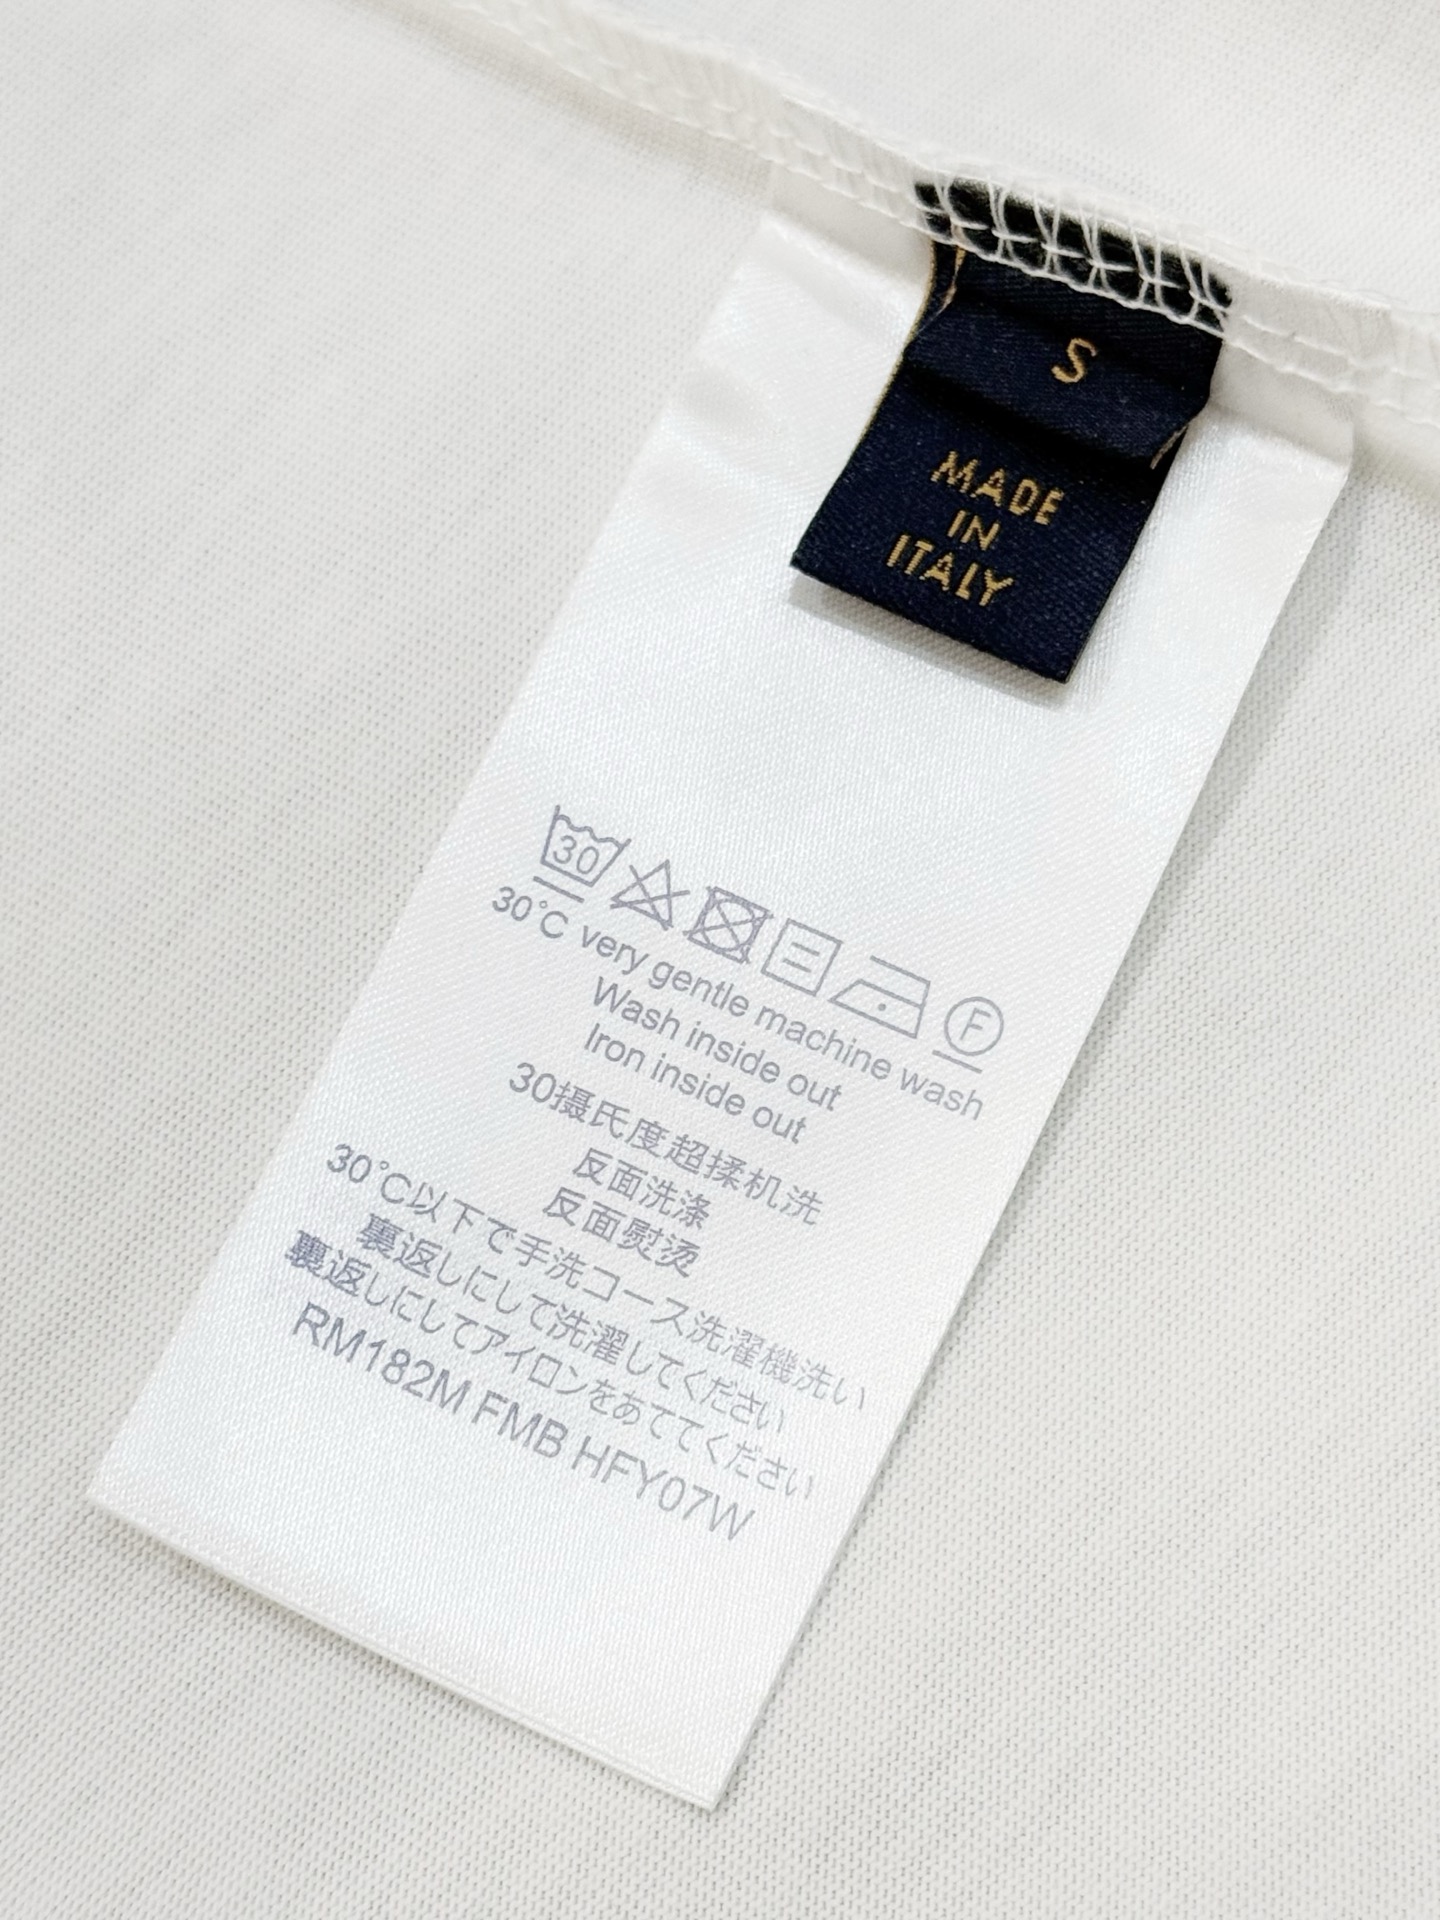 S
MADE
IN
ITALY
30
F
30°C very gentle machine wash
Wash inside out
Iron inside out
30摄氏度超揉机洗
反面洗涤
反面熨烫
30°C以下で手洗コース洗濯機洗い
裏返しにして洗濯してください
裏返しにしてアイロンをあててください
RM182M FMB HFY07W